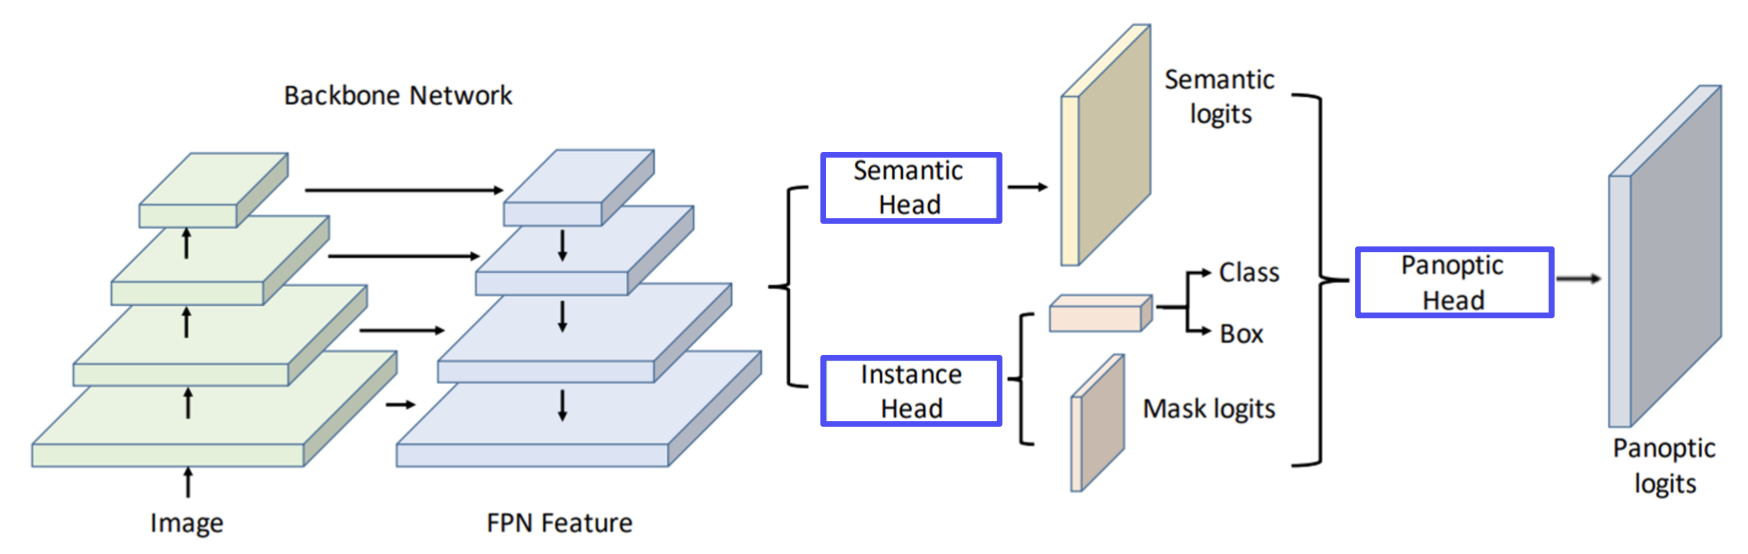 Backbone Network
Image
FPN Feature
Semantic
Head
Instance
Head
Semantic
logits
Class
Box
Mask logits
Panoptic
Head
Panoptic
logits